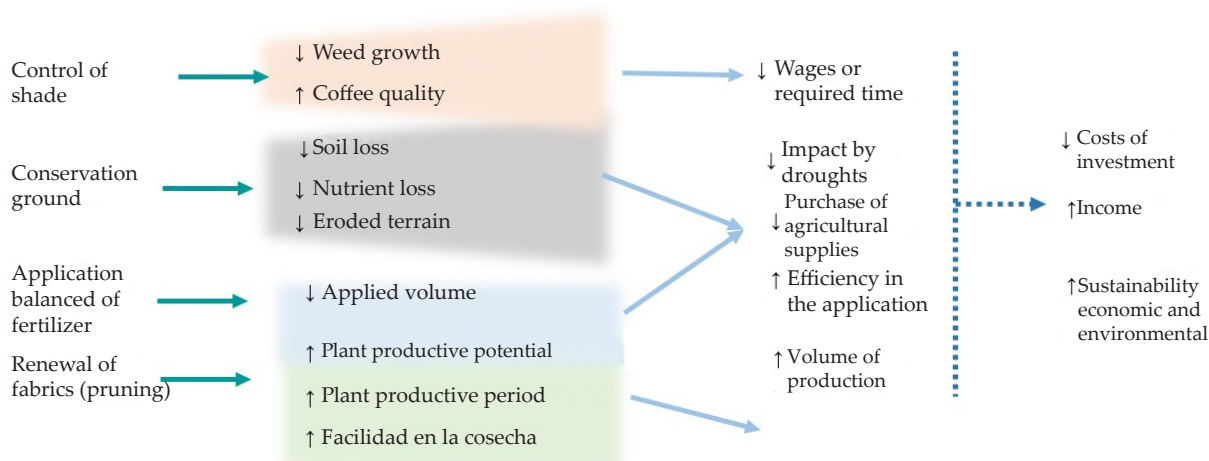 Control of
shade
↓ Weed growth
↑ Coffee quality
↓ Wages or
required time
Conservation
ground
↓ Soil loss
↓ Nutrient loss
↓ Eroded terrain
↓ Impact by
droughts
↓ Purchase of
agricultural
supplies
↑ Efficiency in
the application
Application
balanced of
fertilizer
↓ Applied volume
Renewal of
fabrics (pruning)
↑ Plant productive potential
↑ Plant productive period
↑ Facilidad en la cosecha
↑ Volume of
production
↓ Costs of
investment
↑ Income
↑ Sustainability
economic and
environmental